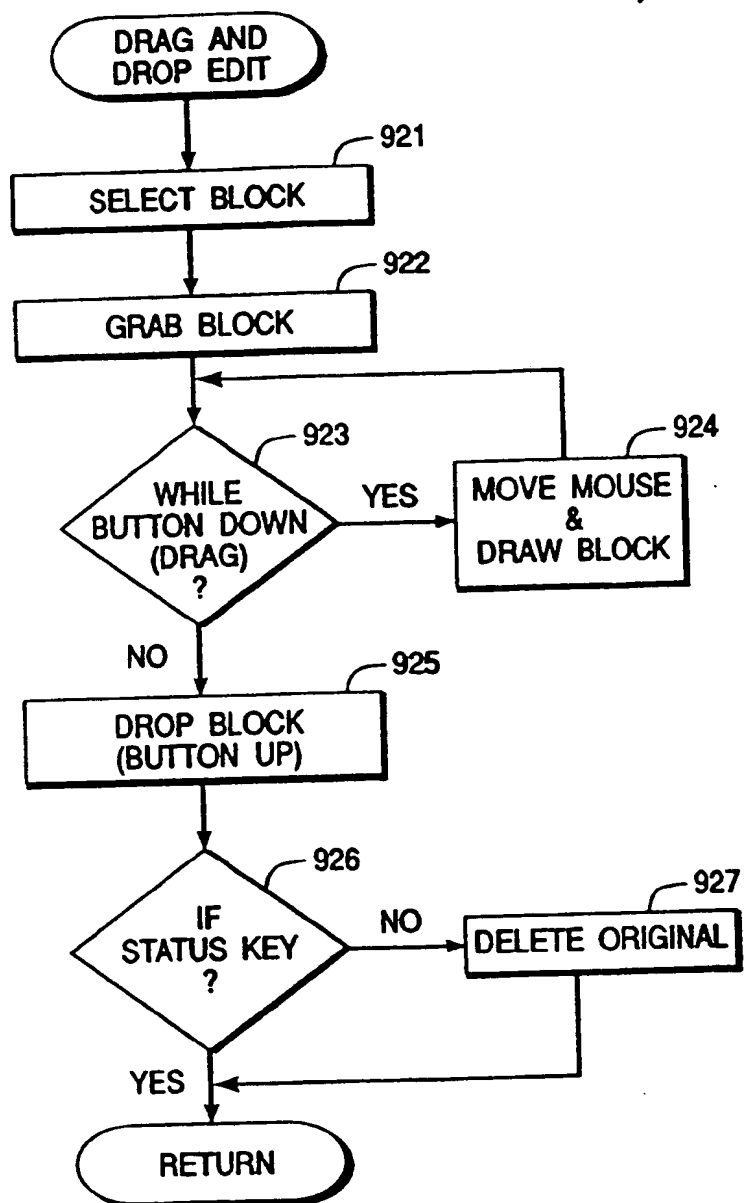 DRAG AND
DROP EDIT
921
SELECT BLOCK
922
GRAB BLOCK
923
WHILE
BUTTON DOWN
(DRAG)
?
YES
924
MOVE MOUSE
&
DRAW BLOCK
NO
925
DROP BLOCK
(BUTTON UP)
926
IF
STATUS KEY
?
NO
927
DELETE ORIGINAL
YES
RETURN